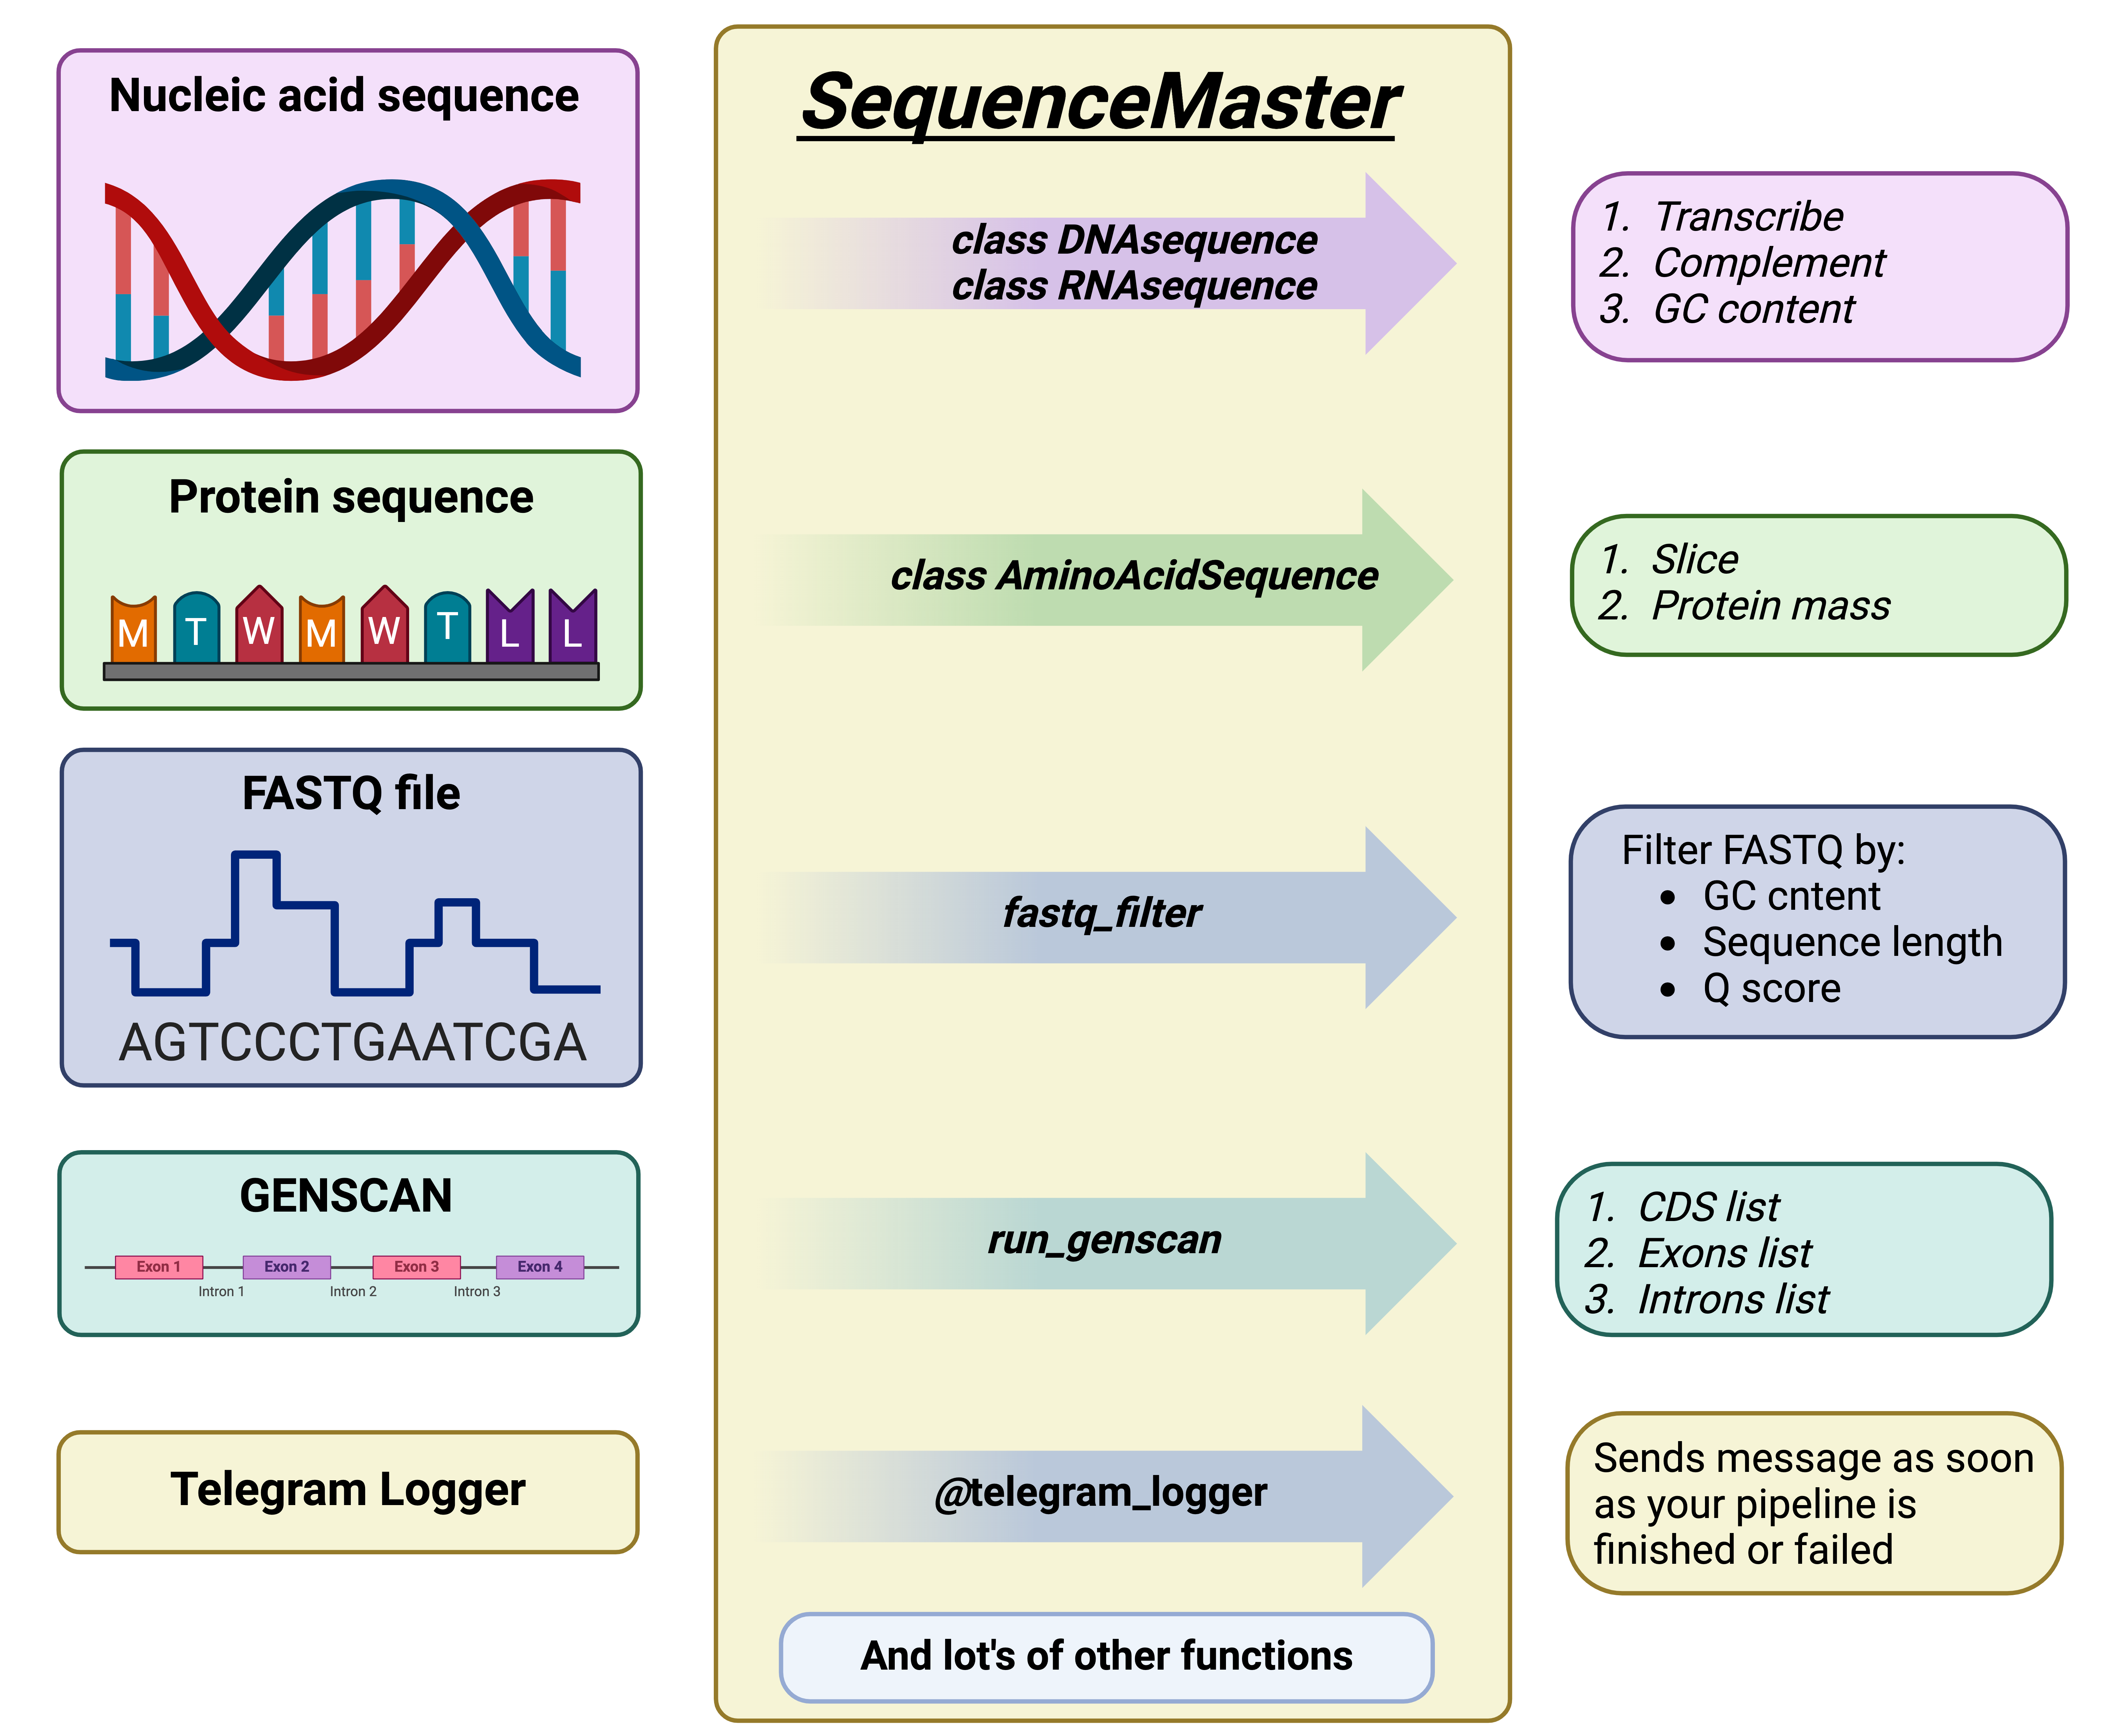 Nucleic acid sequence
SequenceMaster
class DNAsequence
class RNAsequence
1. Transcribe
2. Complement
3. GC content
Protein sequence
M T W M W T L L
class AminoAcidSequence
1. Slice
2. Protein mass
FASTQ file
AGTCCCTGAATCGA
fastq_filter
Filter FASTQ by:
• GC cntent
• Sequence length
• Q score
GENSCAN
Exon 1 Exon 2 Exon 3 Exon 4
Intron 1 Intron 2 Intron 3
run_genscan
1. CDS list
2. Exons list
3. Introns list
Telegram Logger
@telegram_logger
Sends message as soon
as your pipeline is
finished or failed
And lot's of other functions